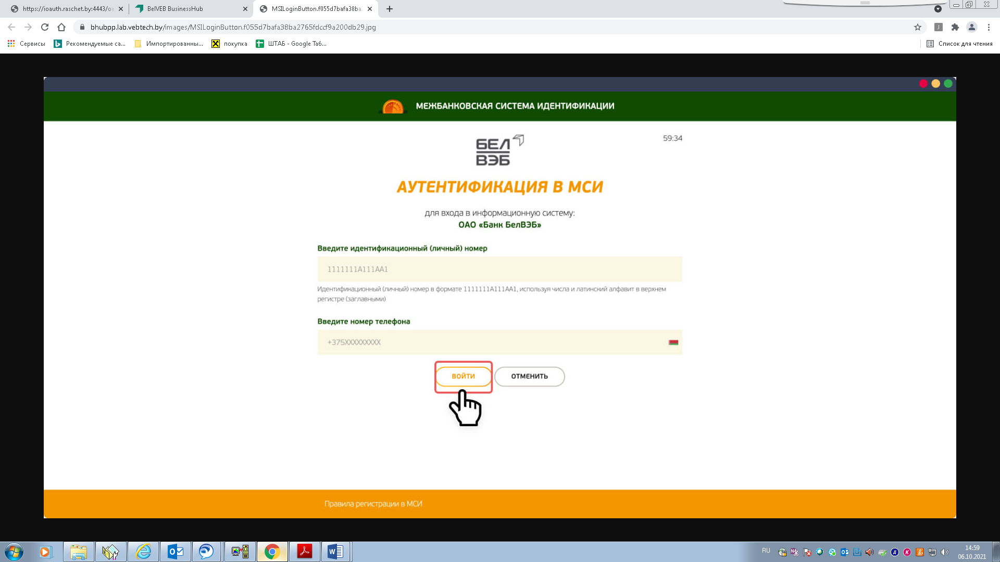 https://ioauth.raschet.by:4443/oa
BelVEB BusinessHub
MSILoginButton.f055d7bafa38ba
bhubpp.lab.vebtech.by/images/MSILoginButton.f055d7bafa38ba2765fdccf9a200db29.jpg
Сервисы
Рекомендуемые са...
Импортированны...
покупка
ШТАБ - Google Таб...
Список для чтения
МЕЖБАНКОВСКАЯ СИСТЕМА ИДЕНТИФИКАЦИИ
БЕЛ
ВЭБ
59:34
АУТЕНТИФИКАЦИЯ В МСИ
для входа в информационную систему:
ОАО «Банк БелВЭБ»
Введите идентификационный (личный) номер
1111111A111AA1
Идентификационный (личный) номер в формате 1111111A111AA1, используя числа и латинский алфавит в верхнем
регистре (заглавными)
Введите номер телефона
+375XXXXXXXXX
ВОЙТИ
ОТМЕНИТЬ
Правила регистрации в МСИ
RU
14:59
06.10.2021